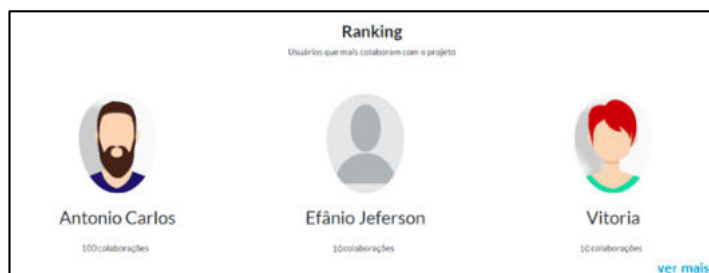 Ranking
Usuários que mais colaboram com o projeto
Antonio Carlos
Efânio Jeferson
Vitoria
100 colaborações
10 colaborações
10 colaborações
ver mais